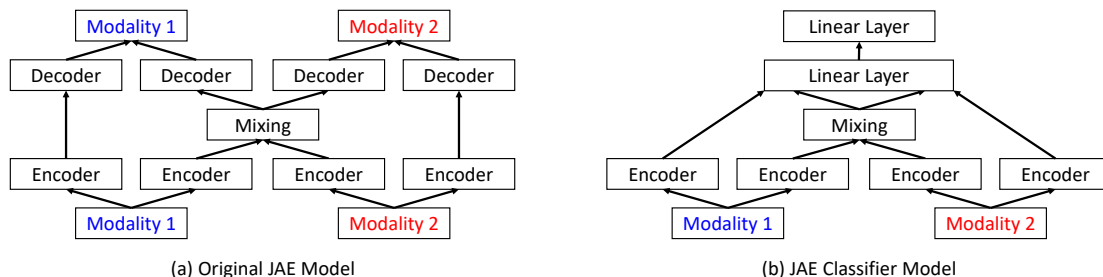 Modality 1 Modality 2
Decoder Decoder Decoder Decoder
Mixing
Encoder Encoder Encoder Encoder
Modality 1 Modality 2
(a) Original JAE Model
Linear Layer
Linear Layer
Mixing
Encoder Encoder Encoder Encoder
Modality 1 Modality 2
(b) JAE Classifier Model